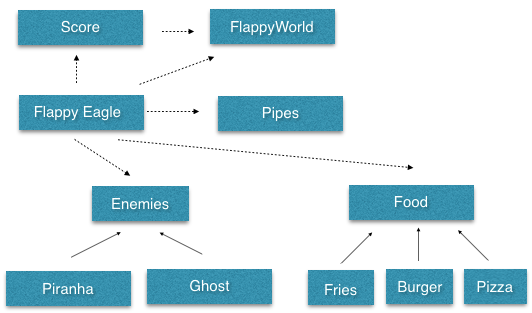 Score
FlappyWorld
Flappy Eagle
Pipes
Enemies
Food
Piranha
Ghost
Fries
Burger
Pizza